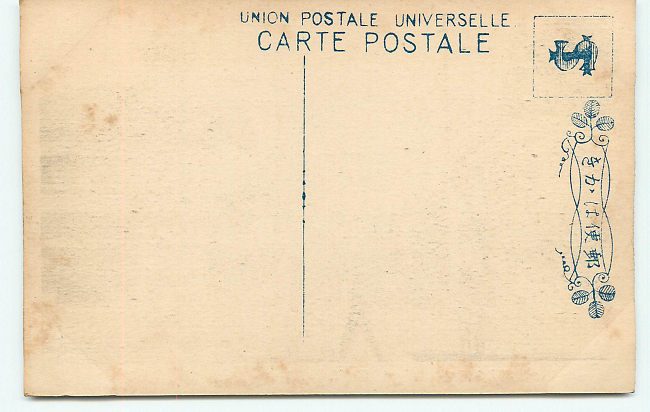 UNION POSTALE UNIVERSELLE
CARTE POSTALE
郵便はかき